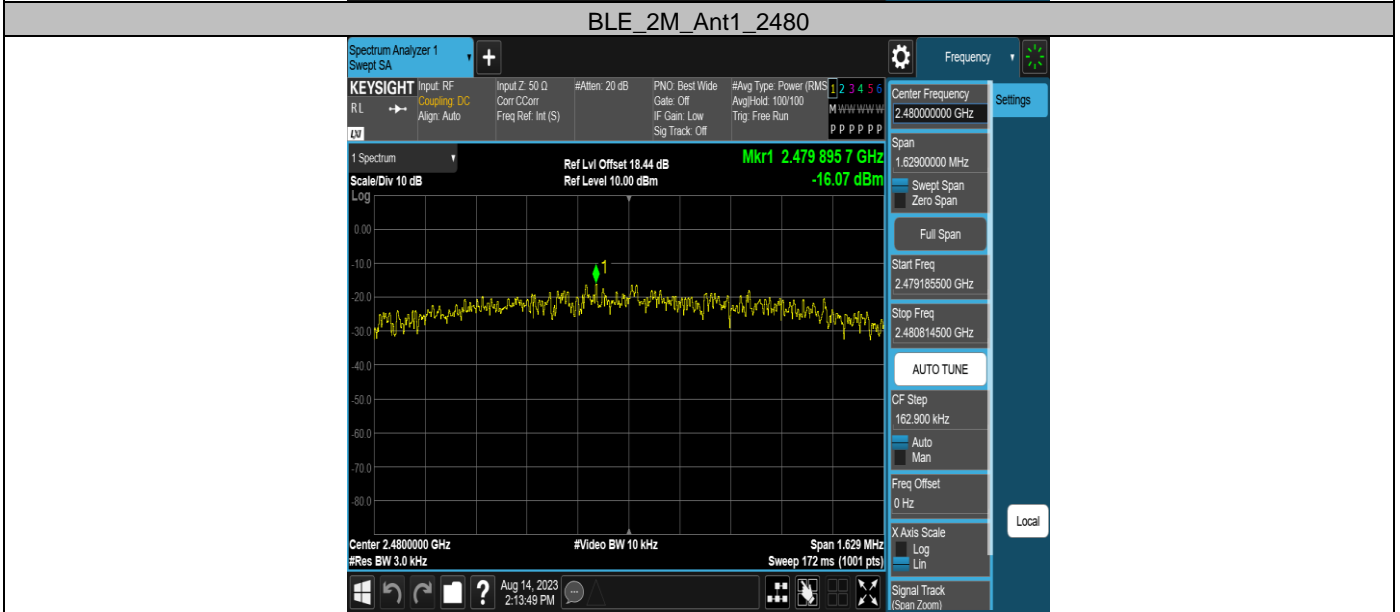 BLE_2M_Ant1_2480
Spectrum Analyzer 1
Swept SA
+
Frequency
KEYSIGHT
RL
LXI
Input: RF
Coupling: DC
Align: Auto
Input Z: 50 Ω
Corr CCorr
Freq Ref: Int (S)
#Atten: 20 dB
PNO: Best Wide
Gate: Off
IF Gain: Low
Sig Track: Off
#Avg Type: Power (RMS
Avg|Hold: 100/100
Trig: Free Run
1 2 3 4 5 6
M W W W W W
P P P P P P
1 Spectrum
Scale/Div 10 dB
Log
Ref Lvl Offset 18.44 dB
Ref Level 10.00 dBm
Mkr1 2.479 895 7 GHz
-16.07 dBm
0.00
-10.0
-20.0
-30.0
-40.0
-50.0
-60.0
-70.0
-80.0
1
Center 2.4800000 GHz
#Res BW 3.0 kHz
#Video BW 10 kHz
Span 1.629 MHz
Sweep 172 ms (1001 pts)
?
Aug 14, 2023
2:13:49 PM
Center Frequency
2.480000000 GHz
Span
1.62900000 MHz
Swept Span
Zero Span
Full Span
Start Freq
2.479185500 GHz
Stop Freq
2.480814500 GHz
AUTO TUNE
CF Step
162.900 kHz
Auto
Man
Freq Offset
0 Hz
X Axis Scale
Log
Lin
Signal Track
(Span Zoom)
Settings
Local